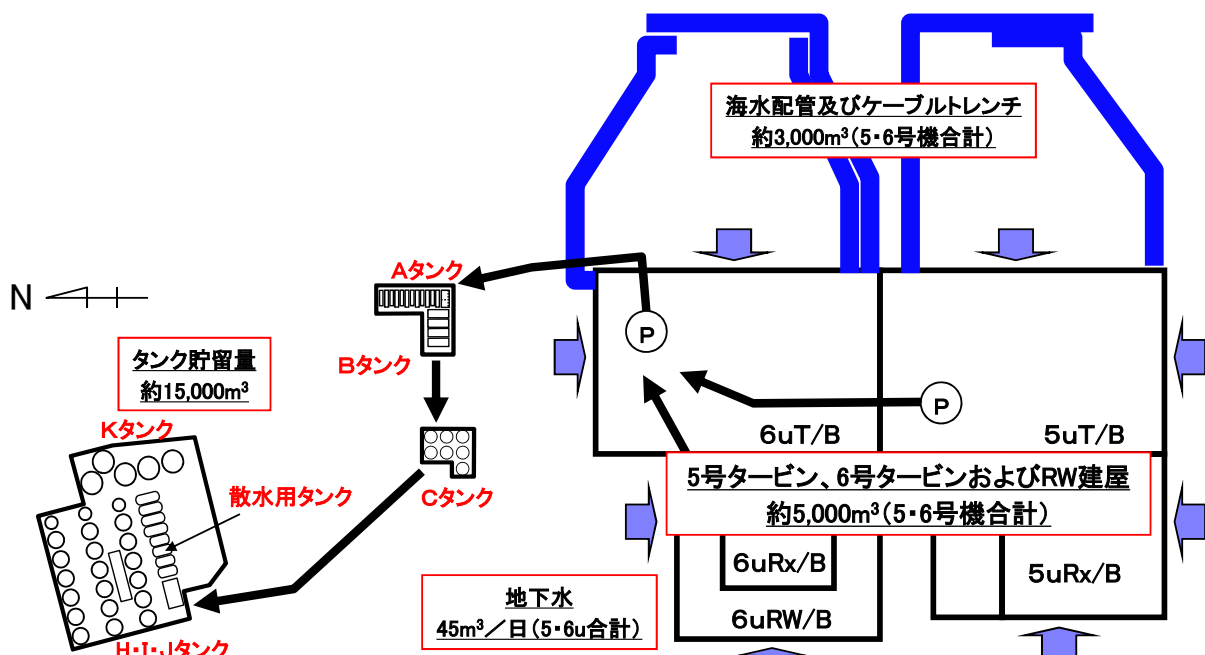 海水配管及びケーブルトレンチ
約3,000m³(5・6号機合計)
Aタンク
N
P
タンク貯留量
約15,000m³
Bタンク
P
Kタンク
6uT/B
5uT/B
散水用タンク
Cタンク
5号タービン、6号タービンおよびRW建屋
約5,000m³(5・6号機合計)
6uRx/B
5uRx/B
地下水
45m³/日(5・6u合計)
6uRW/B
H・I・Jタンク